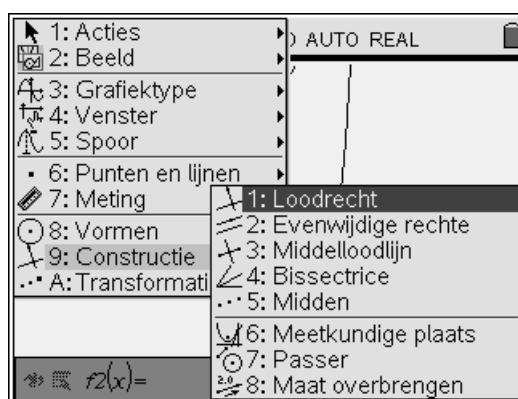 1: Acties
AUTO REAL
2: Beeld
3: Grafiektype
4: Venster
5: Spoor
6: Punten en lijnen
7: Meting
8: Vormen
9: Constructie
A: Transformati
1: Loodrecht
2: Evenwijdige rechte
3: Middelloodlijn
4: Bissectrice
5: Midden
6: Meetkundige plaats
7: Passer
8: Maat overbrengen
f2(x)=